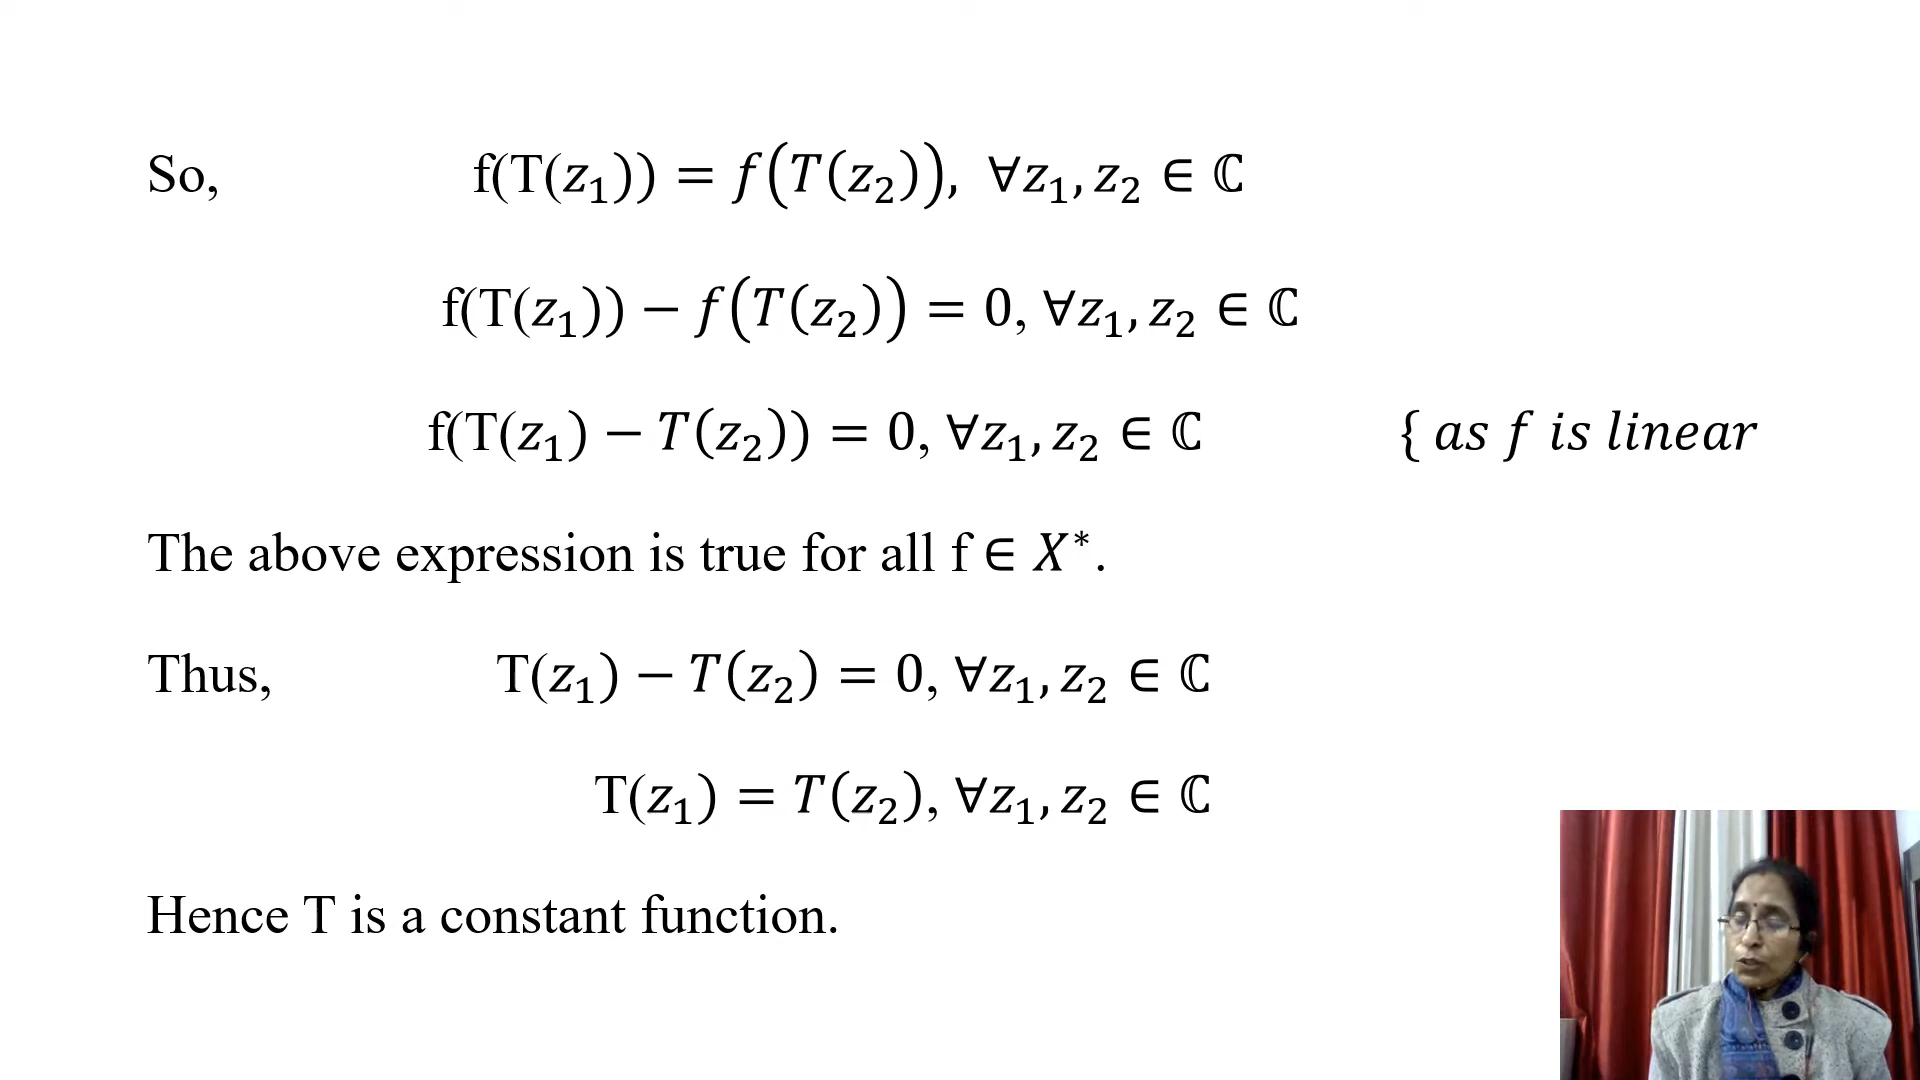 So, f(T(𝑧₁)) = 𝑓(𝑇(𝑧₂)), ∀𝑧₁, 𝑧₂ ∈ ℂ
f(T(𝑧₁)) − 𝑓(𝑇(𝑧₂)) = 0, ∀𝑧₁, 𝑧₂ ∈ ℂ
f(T(𝑧₁) − 𝑇(𝑧₂)) = 0, ∀𝑧₁, 𝑧₂ ∈ ℂ { 𝑎𝑠 𝑓 𝑖𝑠 𝑙𝑖𝑛𝑒𝑎𝑟
The above expression is true for all f ∈ 𝑋*.
Thus, T(𝑧₁) − 𝑇(𝑧₂) = 0, ∀𝑧₁, 𝑧₂ ∈ ℂ
T(𝑧₁) = 𝑇(𝑧₂), ∀𝑧₁, 𝑧₂ ∈ ℂ
Hence T is a constant function.